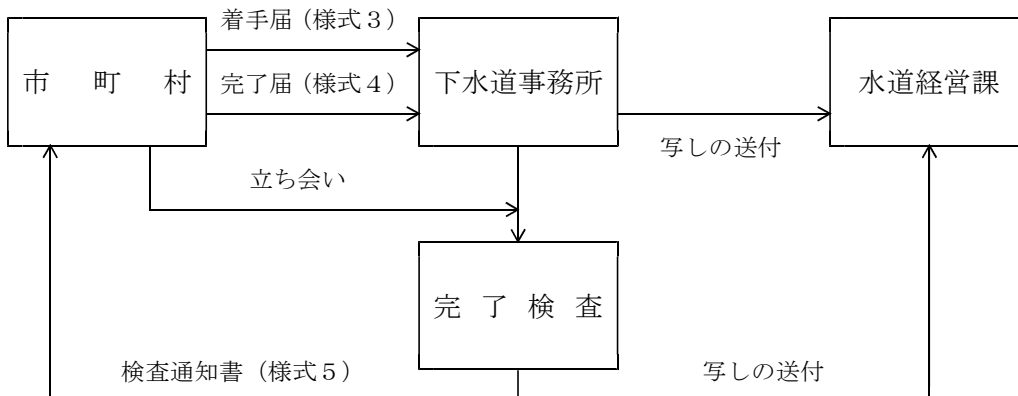 着手届（様式３）
市　町　村
完了届（様式４）
下水道事務所
水道経営課
写しの送付
立ち会い
完了検査
検査通知書（様式５）
写しの送付